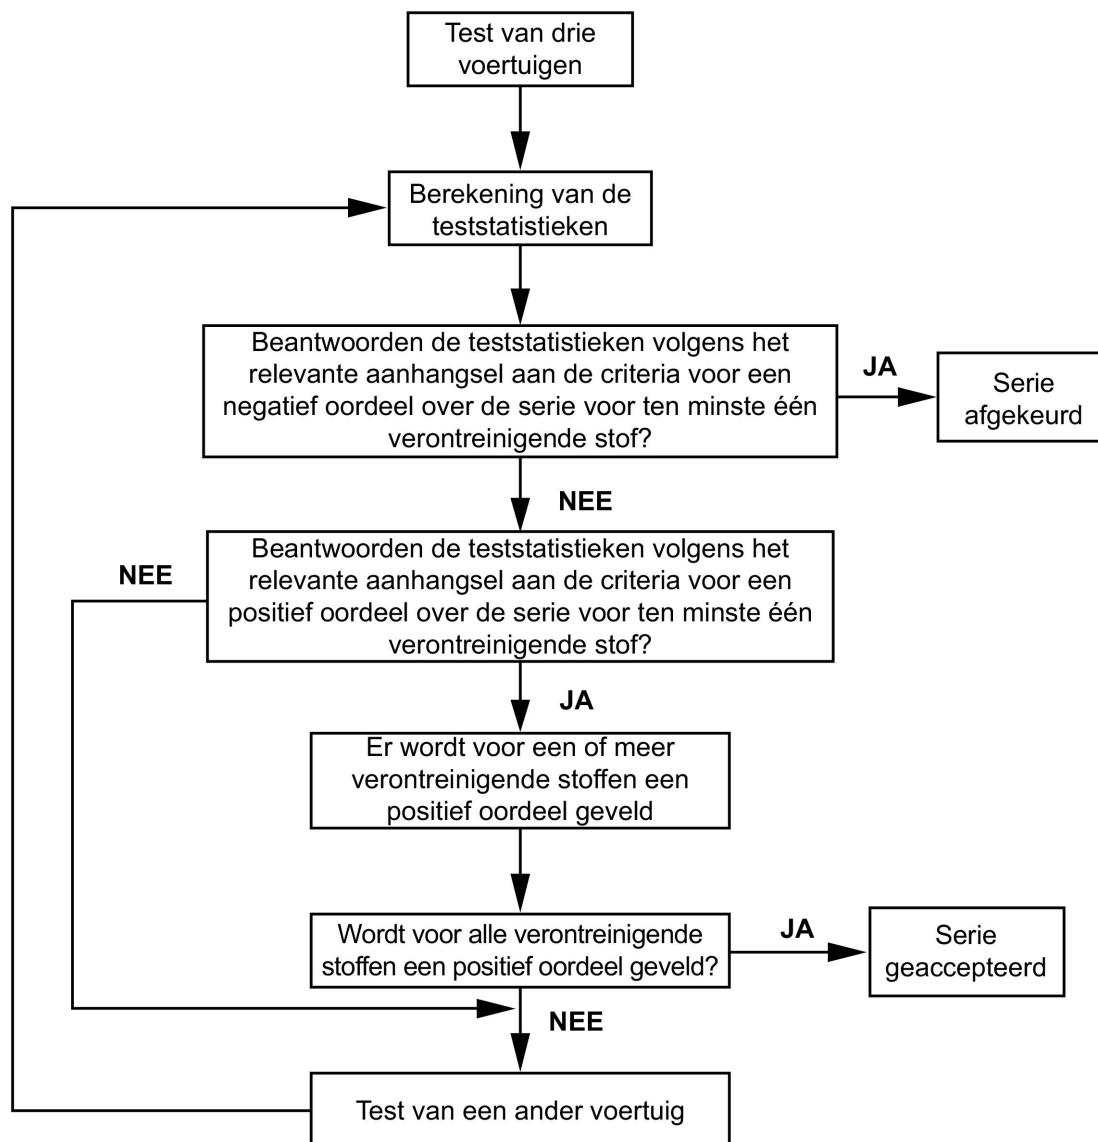 Test van drie
voertuigen
Berekening van de
teststatistieken
Beantwoorden de teststatistieken volgens het
relevante aanhangsel aan de criteria voor een
negatief oordeel over de serie voor ten minste één
verontreinigende stof?
JA
Serie
afgekeurd
NEE
Beantwoorden de teststatistieken volgens het
relevante aanhangsel aan de criteria voor een
positief oordeel over de serie voor ten minste één
verontreinigende stof?
NEE
JA
Er wordt voor een of meer
verontreinigende stoffen een
positief oordeel geveld
Wordt voor alle verontreinigende
stoffen een positief oordeel geveld?
JA
Serie
geaccepteerd
NEE
Test van een ander voertuig